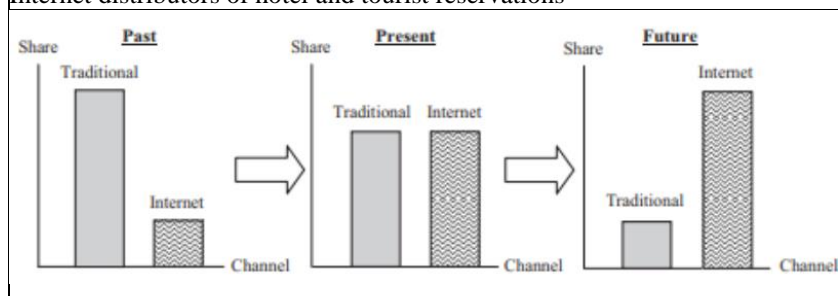 Internet distributors of hotel and tourist reservations
Past
Share
Traditional
Internet
Channel
Present
Share
Traditional
Internet
Channel
Future
Share
Internet
Traditional
Channel